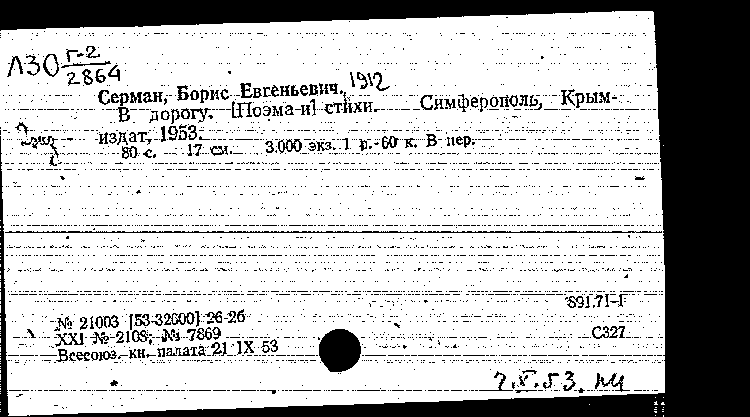 Л30 Г-2
2864
Серман, Борис Евгеньевич, 1912
В дорогу. [Поэма и] стихи. Симферополь, Крым-
издат, 1953.
80 с. 17 см. 3.000 экз. 1 р. 60 к. В пер.
891.71-1
№ 21003 [53-32600] 26-26
XXI № 2108; № 7869
С327
Всесоюз. кн. палата 21 IX 53
7.X.53.